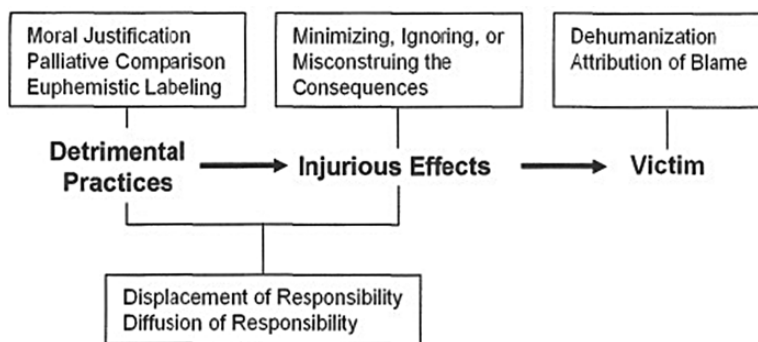 Moral Justification
Palliative Comparison
Euphemistic Labeling
Minimizing, Ignoring, or
Misconstruing the
Consequences
Dehumanization
Attribution of Blame
Detrimental
Practices
Injurious Effects
Victim
Displacement of Responsibility
Diffusion of Responsibility